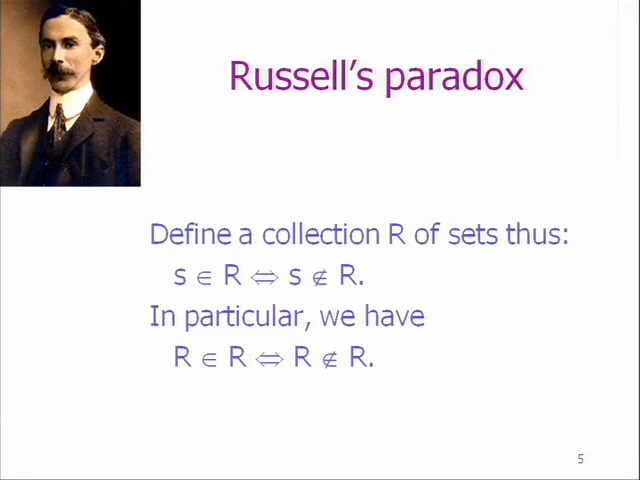 Russell's paradox
Define a collection R of sets thus:
s ∈ R ⇔ s ∉ R.
In particular, we have
R ∈ R ⇔ R ∉ R.
5